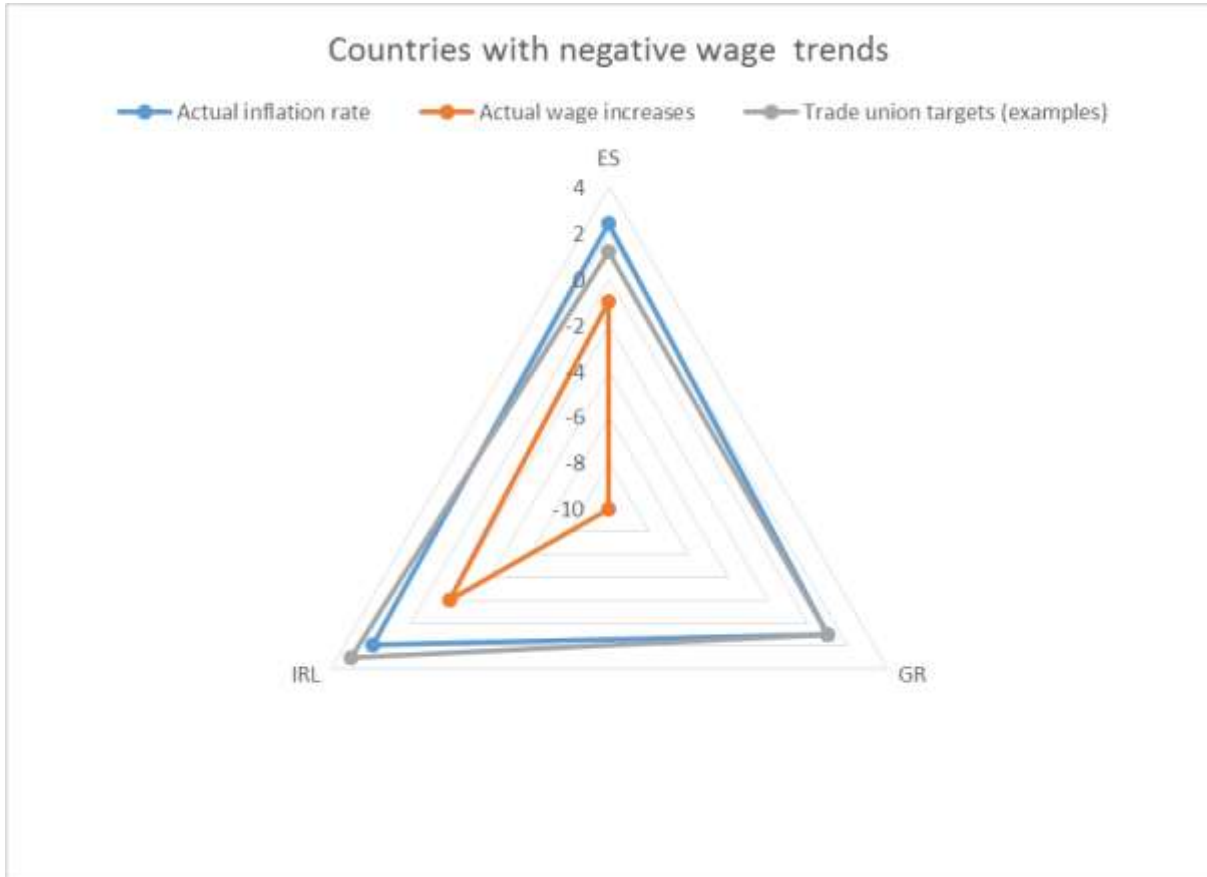 Countries with negative wage trends
Actual inflation rate Actual wage increases Trade union targets (examples)
ES
4
2
0
-2
-4
-6
-8
-10
IRL GR